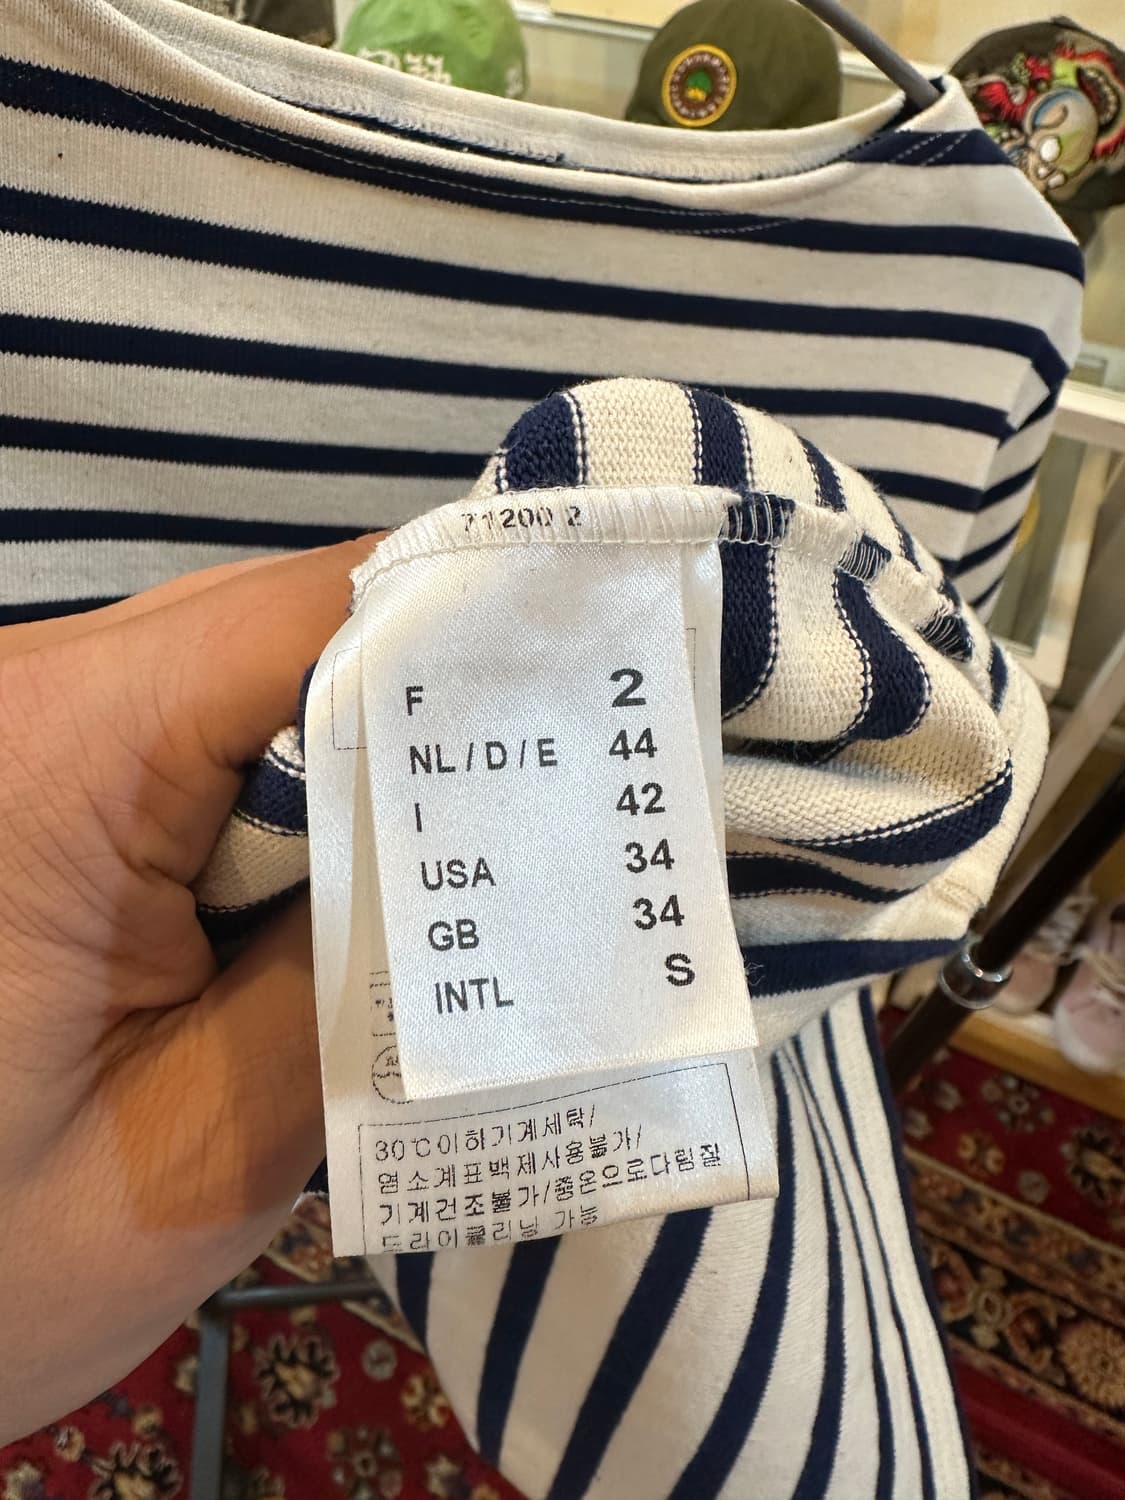 71200 2
F 2
NL / D / E 44
I 42
USA 34
GB 34
INTL S
30℃이하기계세탁/
염소계표백제사용불가/
기계건조불가/중온으로다림질
드라이클리닝 가능